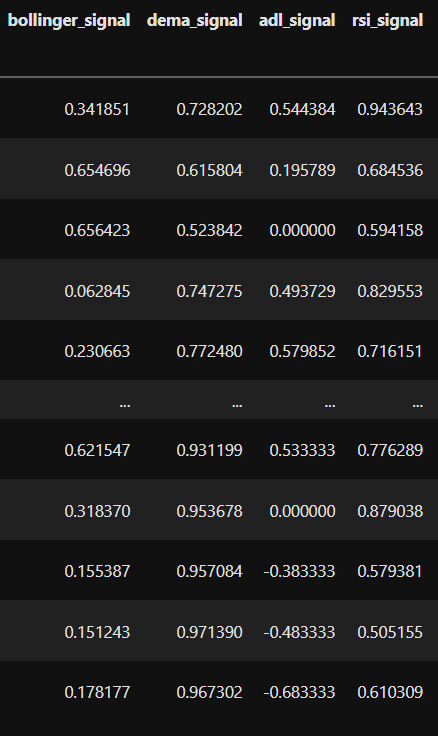 bollinger_signal dema_signal adl_signal rsi_signal
0.341851 0.728202 0.544384 0.943643
0.654696 0.615804 0.195789 0.684536
0.656423 0.523842 0.000000 0.594158
0.062845 0.747275 0.493729 0.829553
0.230663 0.772480 0.579852 0.716151
... ... ... ...
0.621547 0.931199 0.533333 0.776289
0.318370 0.953678 0.000000 0.879038
0.155387 0.957084 -0.383333 0.579381
0.151243 0.971390 -0.483333 0.505155
0.178177 0.967302 -0.683333 0.610309